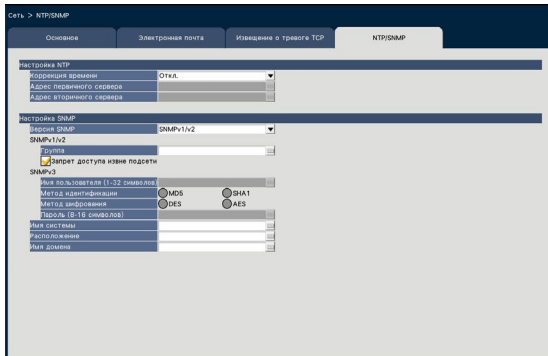 Сеть > NTP/SNMP
Основное Электронная почта Извещение о тревоге TCP NTP/SNMP
Настройка NTP
Коррекция времени Откл.
Адрес первичного сервера
Адрес вторичного сервера
Настройка SNMP
Версия SNMP SNMPv1/v2
SNMPv1/v2
Группа
Запрет доступа извне подсети
SNMPv3
Имя пользователя (1-32 символов)
Метод идентификации MD5 SHA1
Метод шифрования DES AES
Пароль (8-16 символов)
Имя системы
Расположение
Имя домена